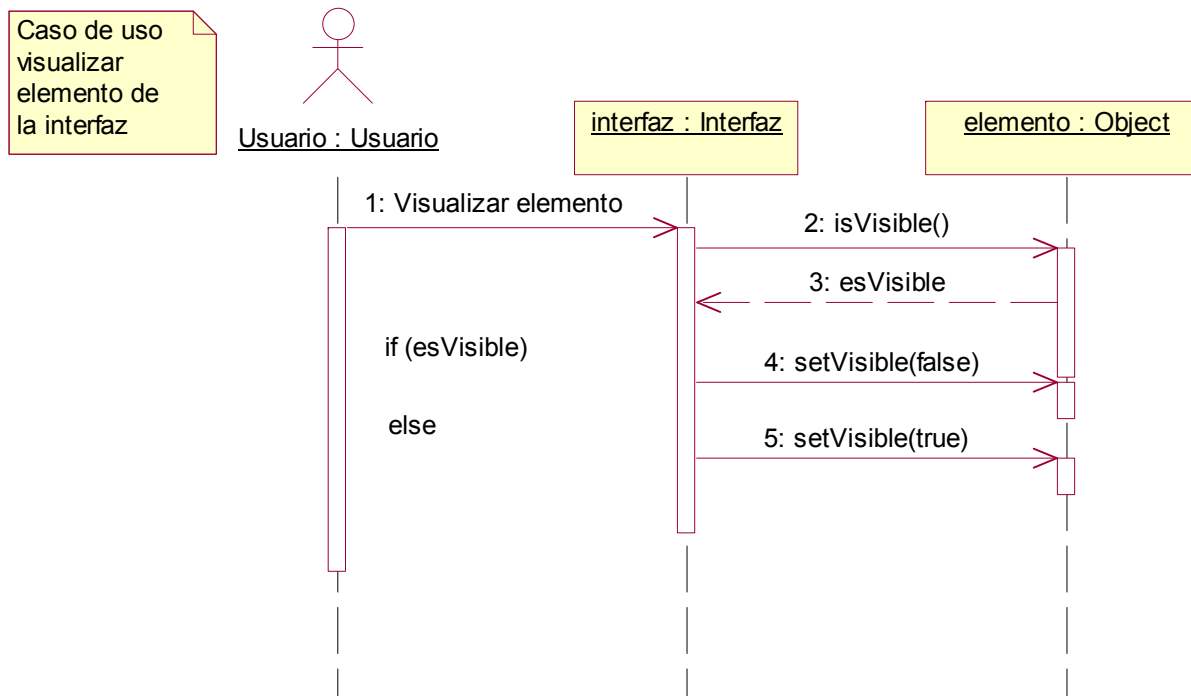 Caso de uso
visualizar
elemento de
la interfaz
Usuario : Usuario
interfaz : Interfaz
elemento : Object
1: Visualizar elemento
2: isVisible()
3: esVisible
if (esVisible)
4: setVisible(false)
else
5: setVisible(true)